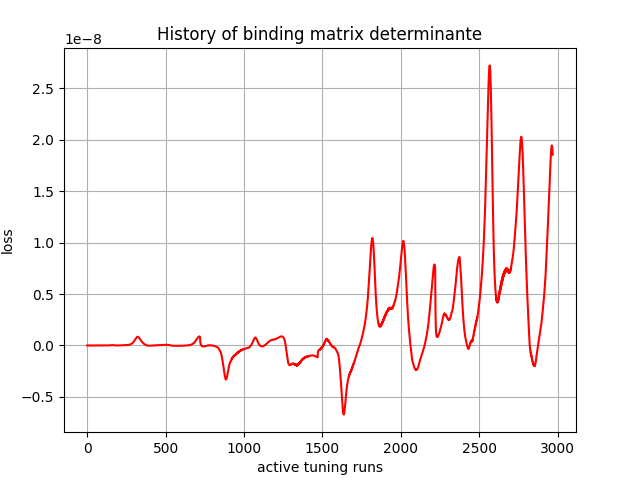 History of binding matrix determinante
1e−8
2.5
2.0
1.5
1.0
0.5
0.0
−0.5
loss
0 500 1000 1500 2000 2500 3000
active tuning runs